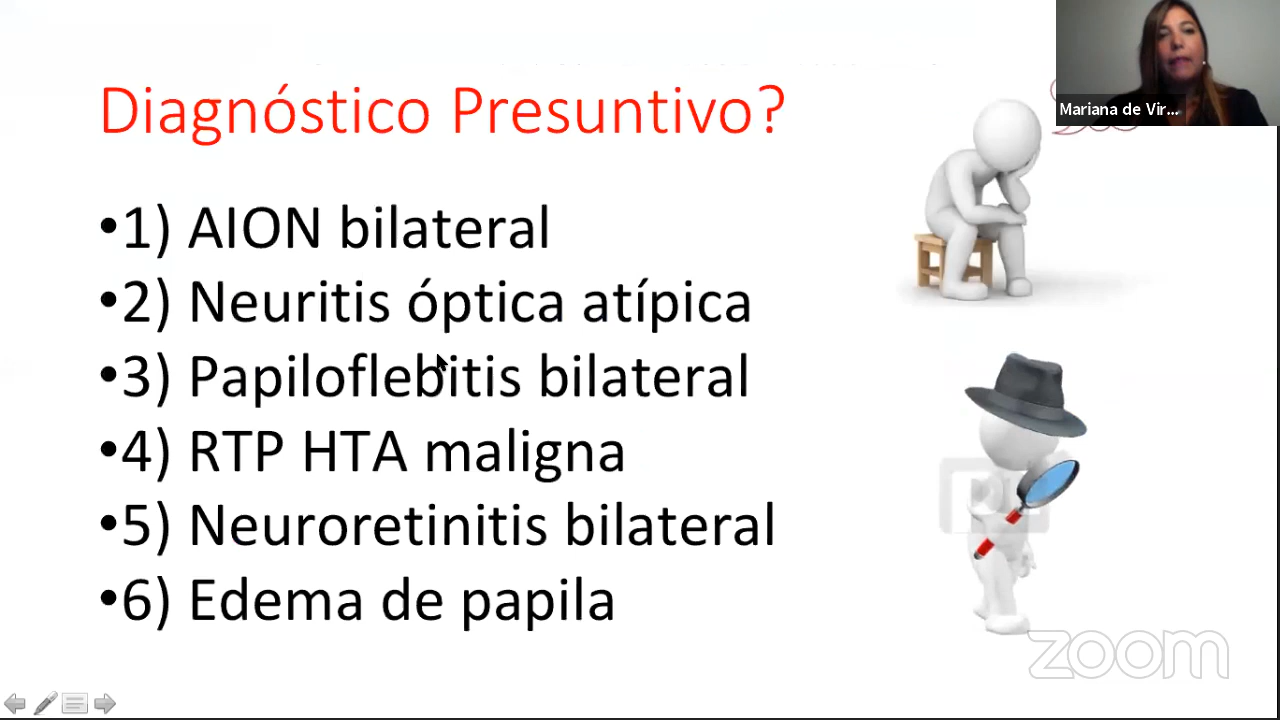 Diagnóstico Presuntivo?
Mariana de Vir...
•1) AION bilateral
•2) Neuritis óptica atípica
•3) Papiloflebitis bilateral
•4) RTP HTA maligna
•5) Neuroretinitis bilateral
•6) Edema de papila
zoom